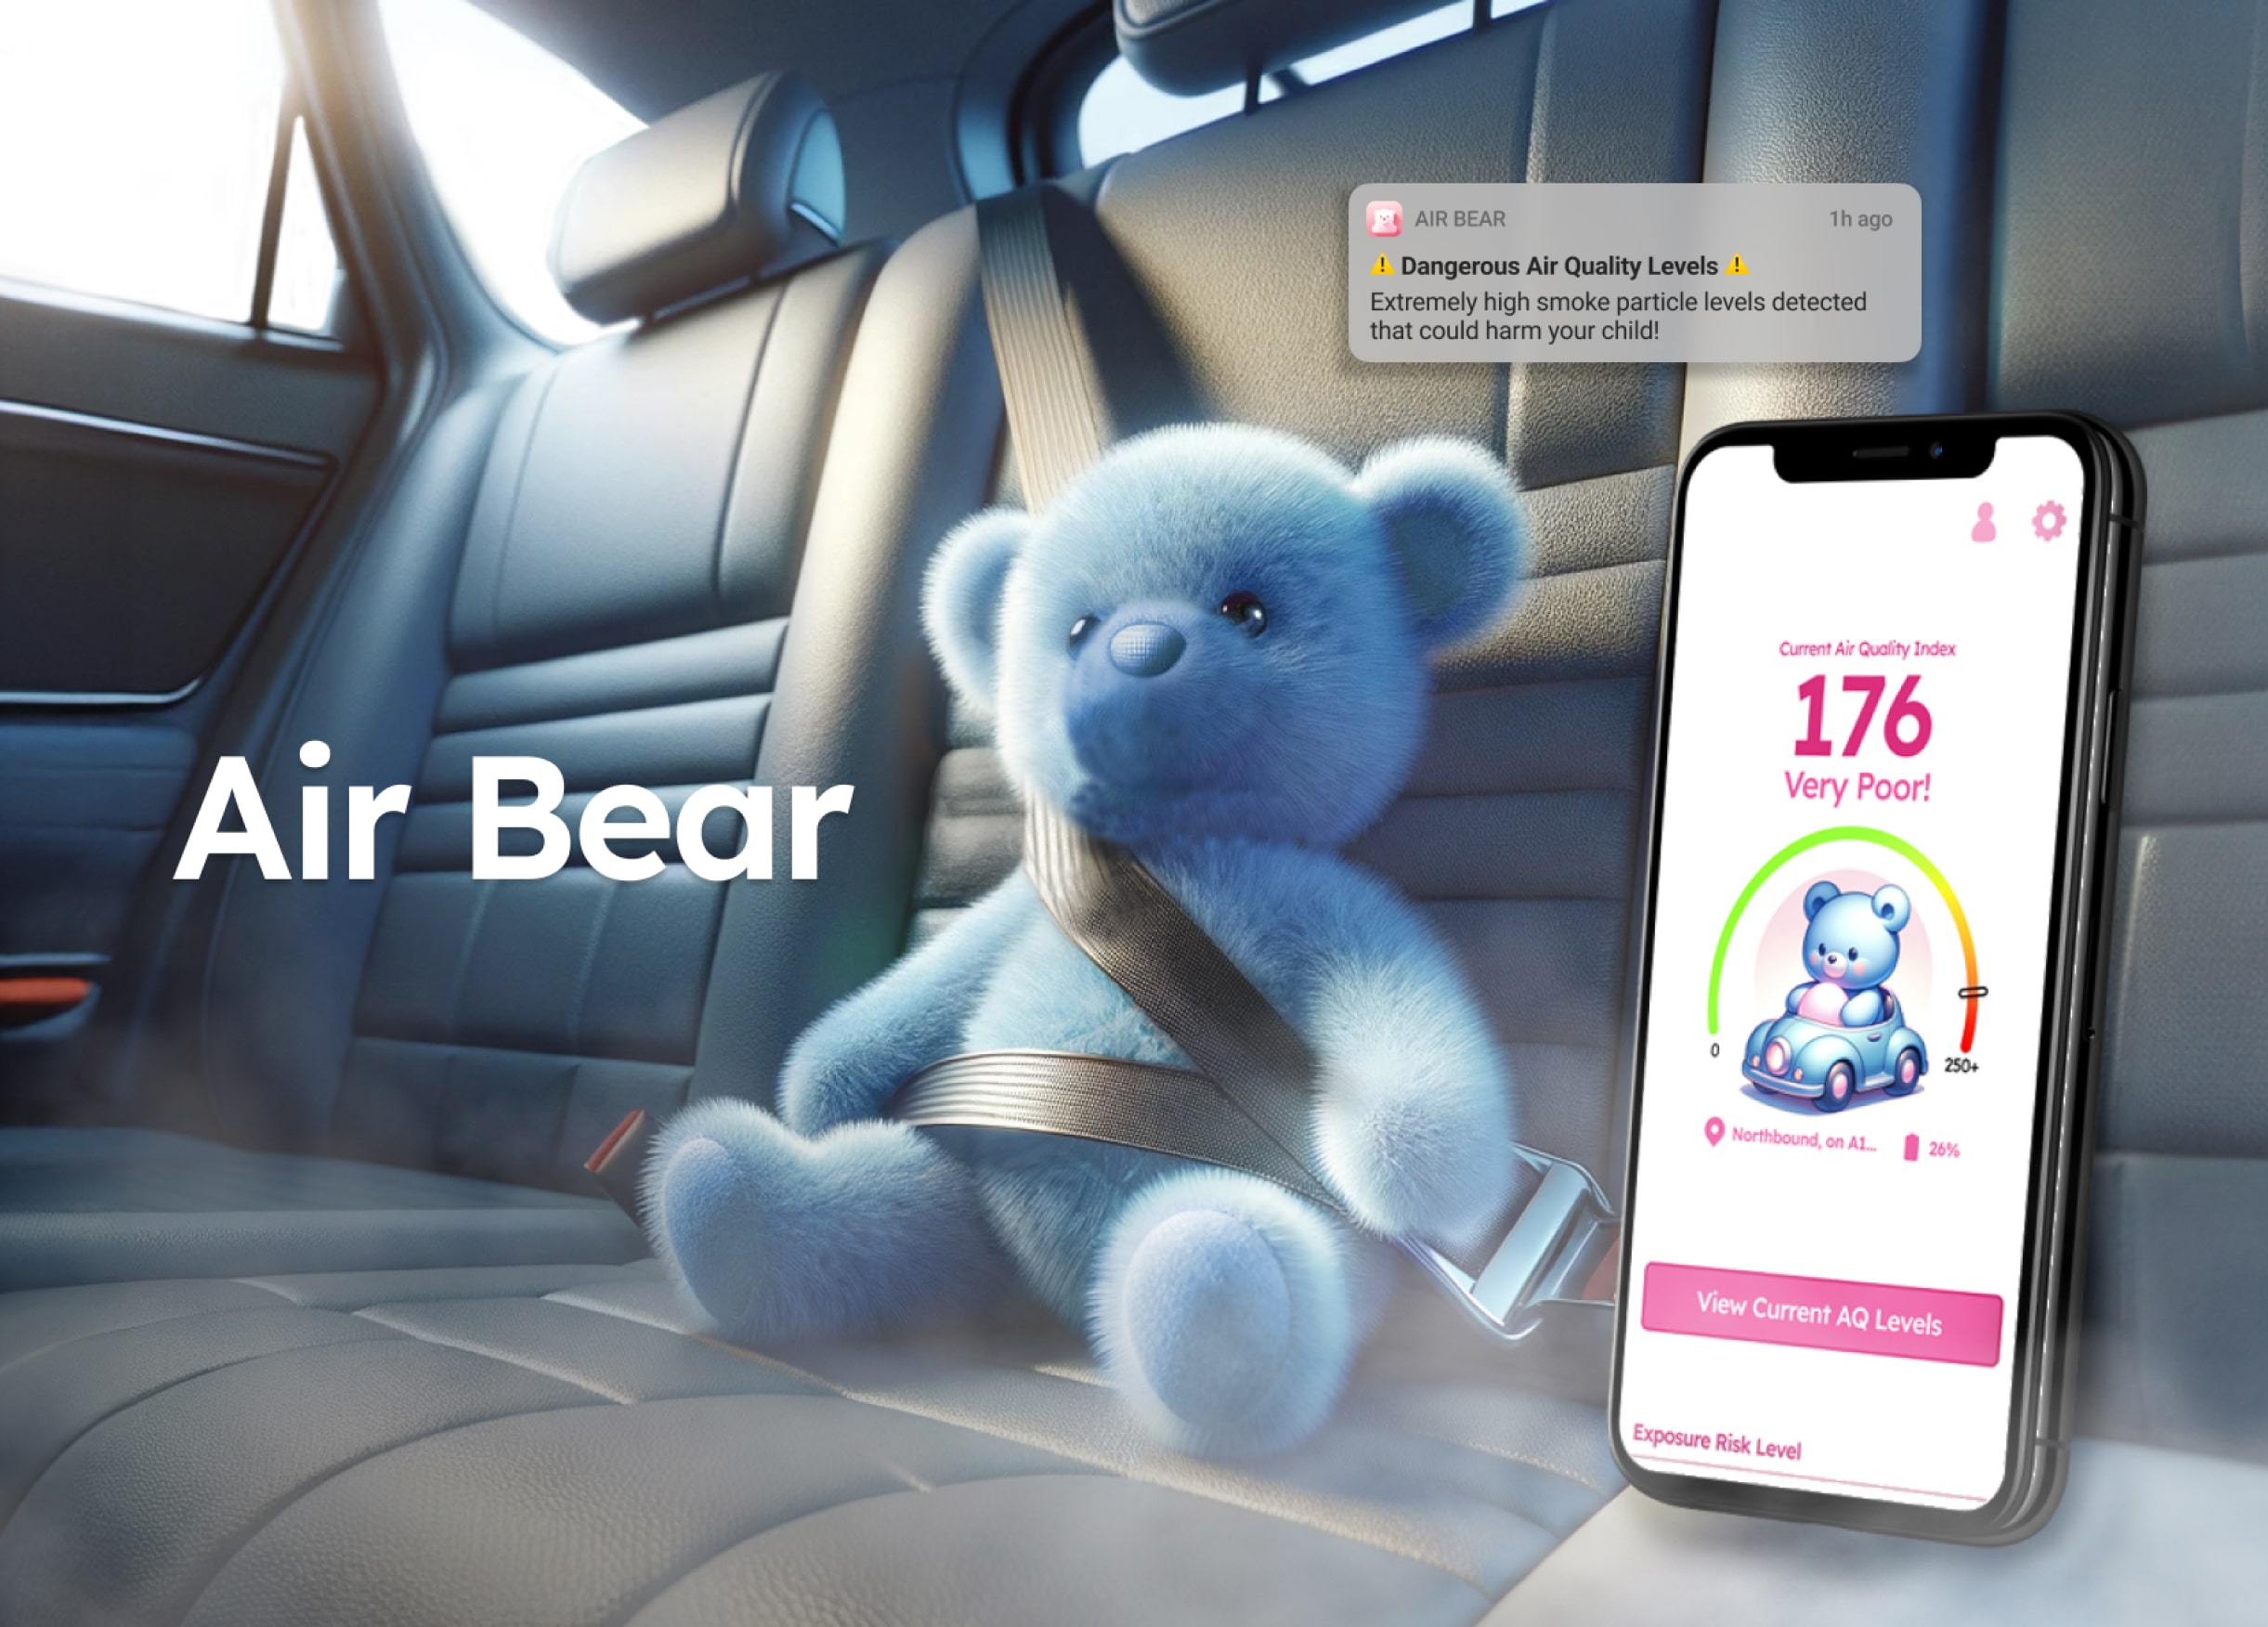 Air Bear
AIR BEAR 1h ago
⚠️ Dangerous Air Quality Levels ⚠️
Extremely high smoke particle levels detected
that could harm your child!
Current Air Quality Index
176
Very Poor!
0
250+
Northbound, on A1...
26%
View Current AQ Levels
Exposure Risk Level